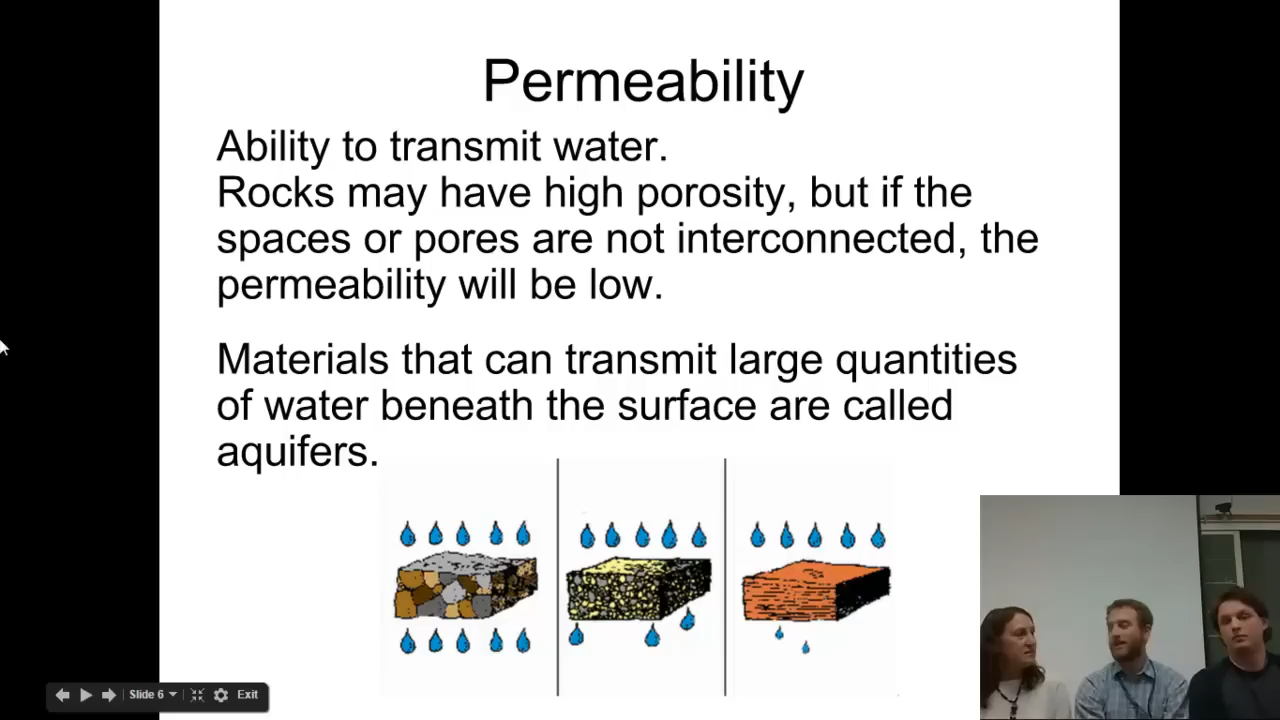 Permeability
Ability to transmit water.
Rocks may have high porosity, but if the
spaces or pores are not interconnected, the
permeability will be low.
Materials that can transmit large quantities
of water beneath the surface are called
aquifers.
Slide 6
Exit